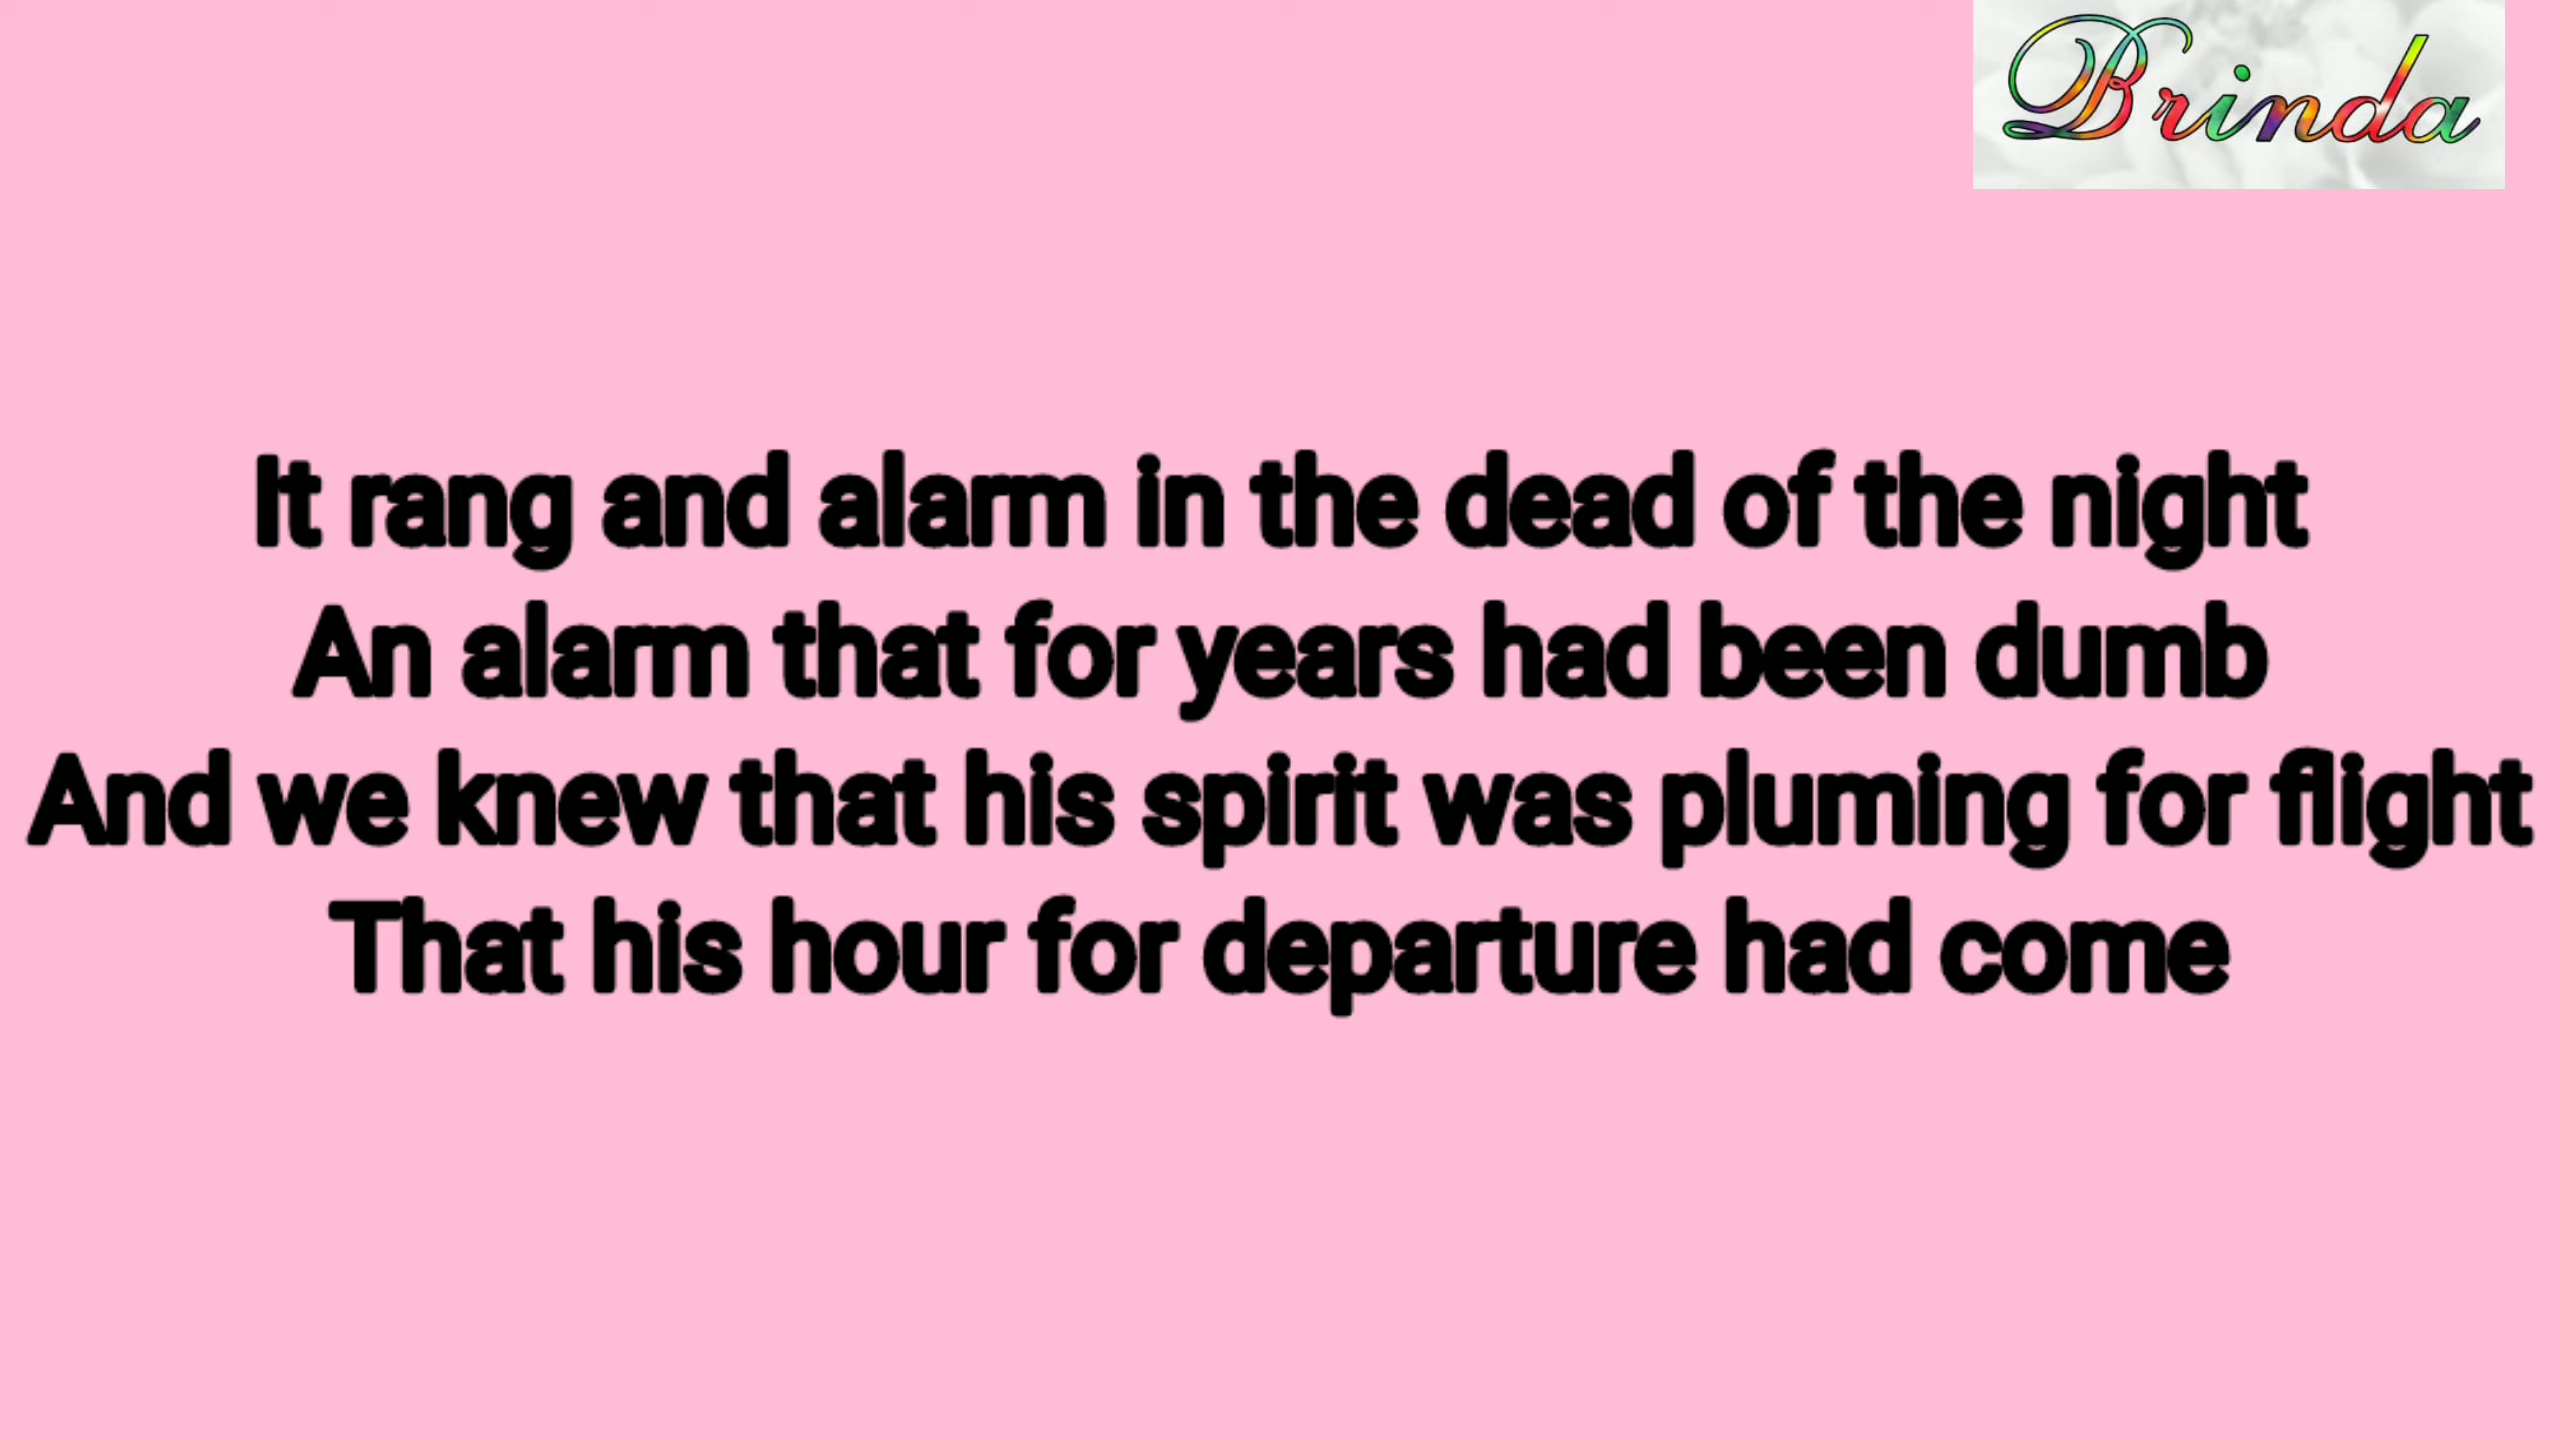 Brinda
It rang and alarm in the dead of the night
An alarm that for years had been dumb
And we knew that his spirit was pluming for flight
That his hour for departure had come